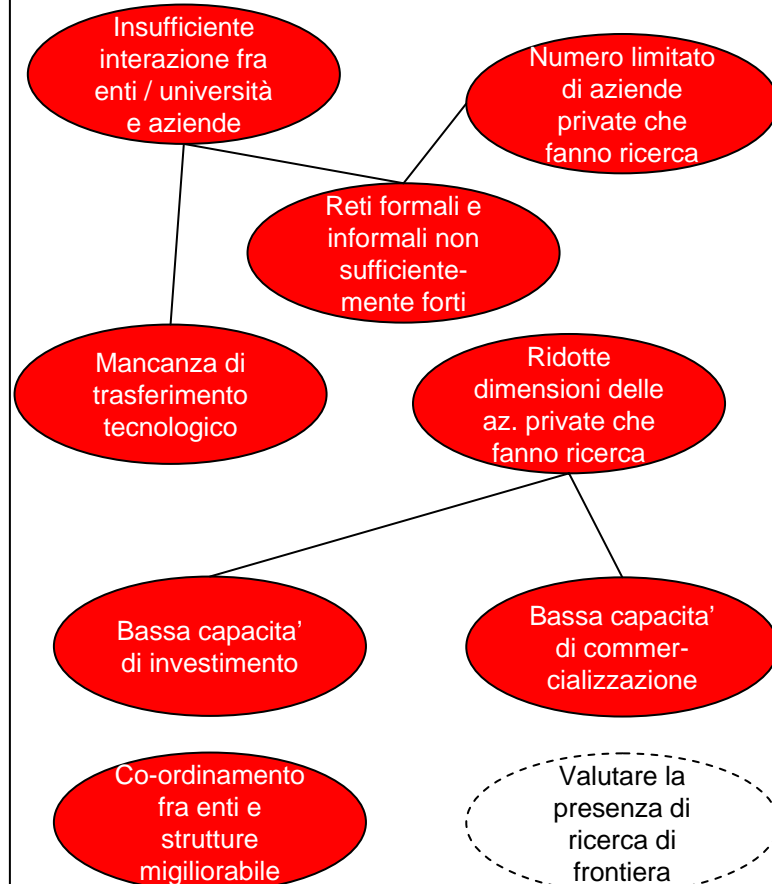 Insufficiente
interazione fra
enti / università
e aziende
Numero limitato
di aziende
private che
fanno ricerca
Reti formali e
informali non
sufficiente-
mente forti
Mancanza di
trasferimento
tecnologico
Ridotte
dimensioni delle
az. private che
fanno ricerca
Bassa capacita’
di investimento
Bassa capacita’
di commer-
cializzazione
Co-ordinamento
fra enti e
strutture
migiliorabile
Valutare la
presenza di
ricerca di
frontiera